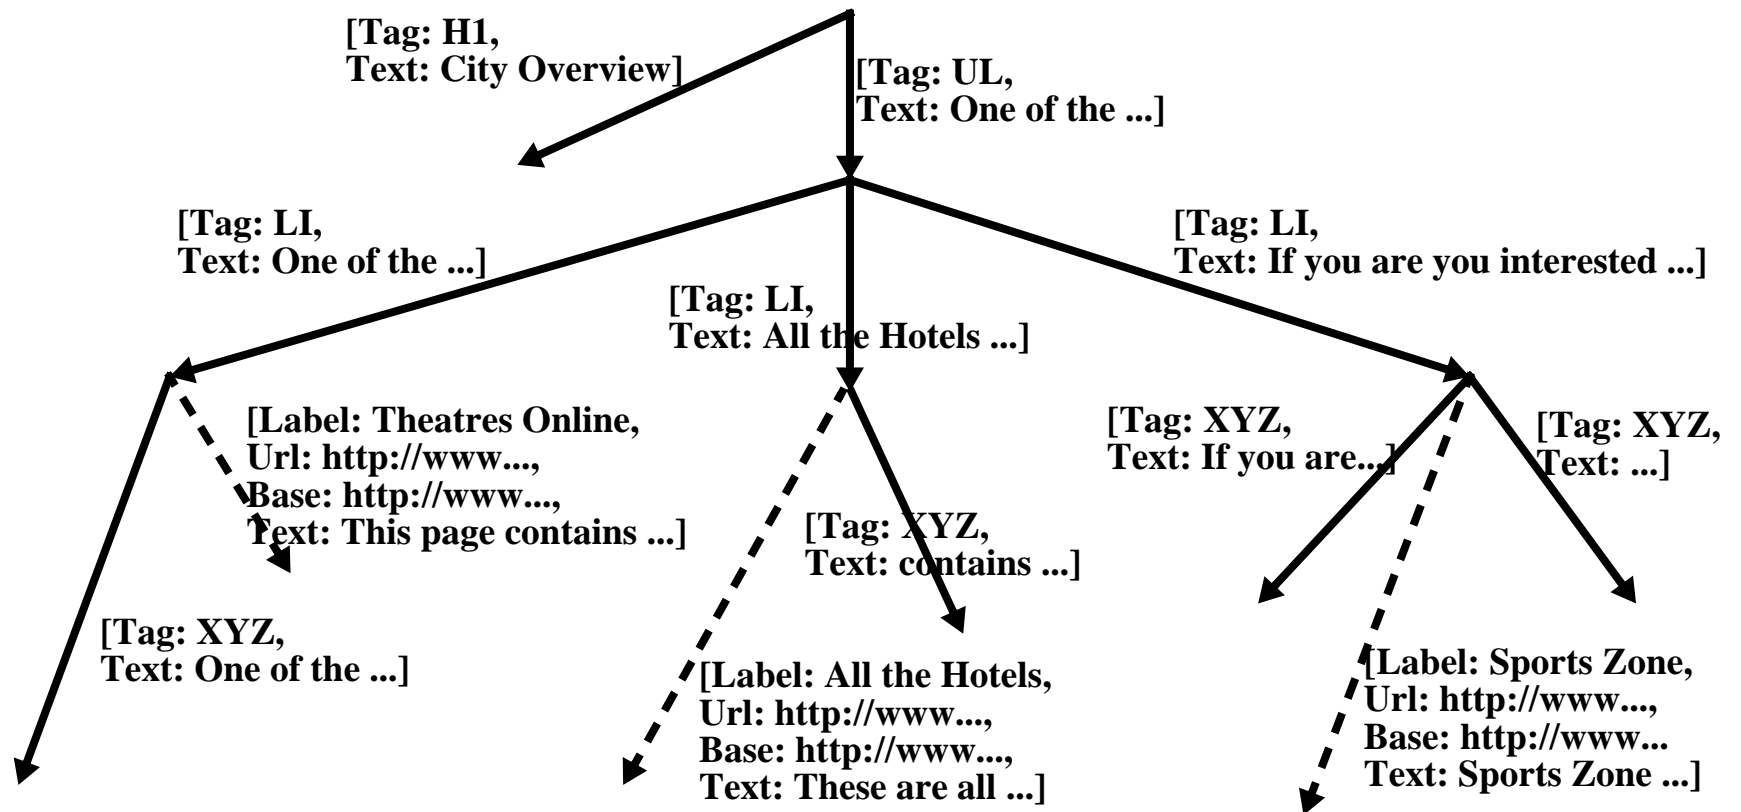 [Tag: H1,
Text: City Overview]
[Tag: UL,
Text: One of the ...]
[Tag: LI,
Text: One of the ...]
[Tag: LI,
Text: All the Hotels ...]
[Tag: LI,
Text: If you are you interested ...]
[Label: Theatres Online,
Url: http://www...,
Base: http://www...,
Text: This page contains ...]
[Tag: XYZ,
Text: One of the ...]
[Tag: XYZ,
Text: contains ...]
[Label: All the Hotels,
Url: http://www...,
Base: http://www...,
Text: These are all ...]
[Tag: XYZ,
Text: If you are...]
[Tag: XYZ,
Text: ...]
[Label: Sports Zone,
Url: http://www...,
Base: http://www...
Text: Sports Zone ...]